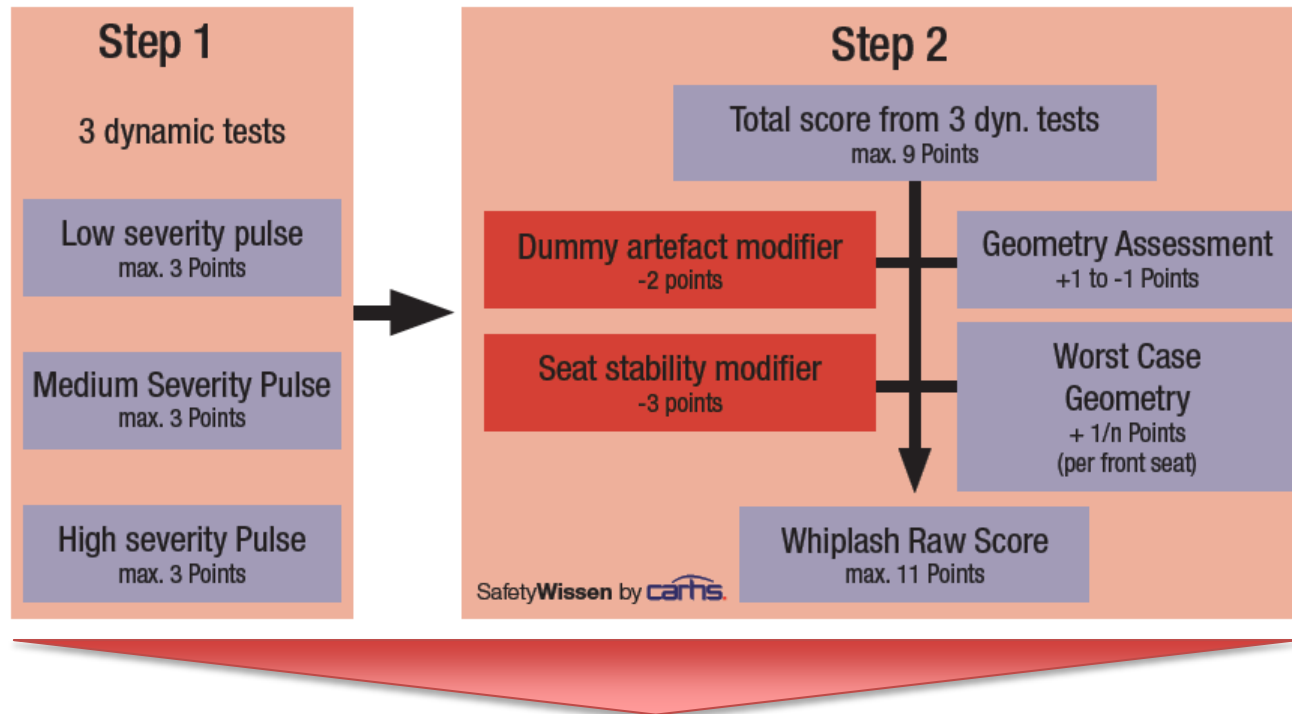 Step 1
3 dynamic tests
Low severity pulse
max. 3 Points
Medium Severity Pulse
max. 3 Points
High severity Pulse
max. 3 Points
Step 2
Total score from 3 dyn. tests
max. 9 Points
Dummy artefact modifier
-2 points
Geometry Assessment
+1 to -1 Points
Seat stability modifier
-3 points
Worst Case
Geometry
+ 1/n Points
(per front seat)
Whiplash Raw Score
max. 11 Points
SafetyWissen by carhs.